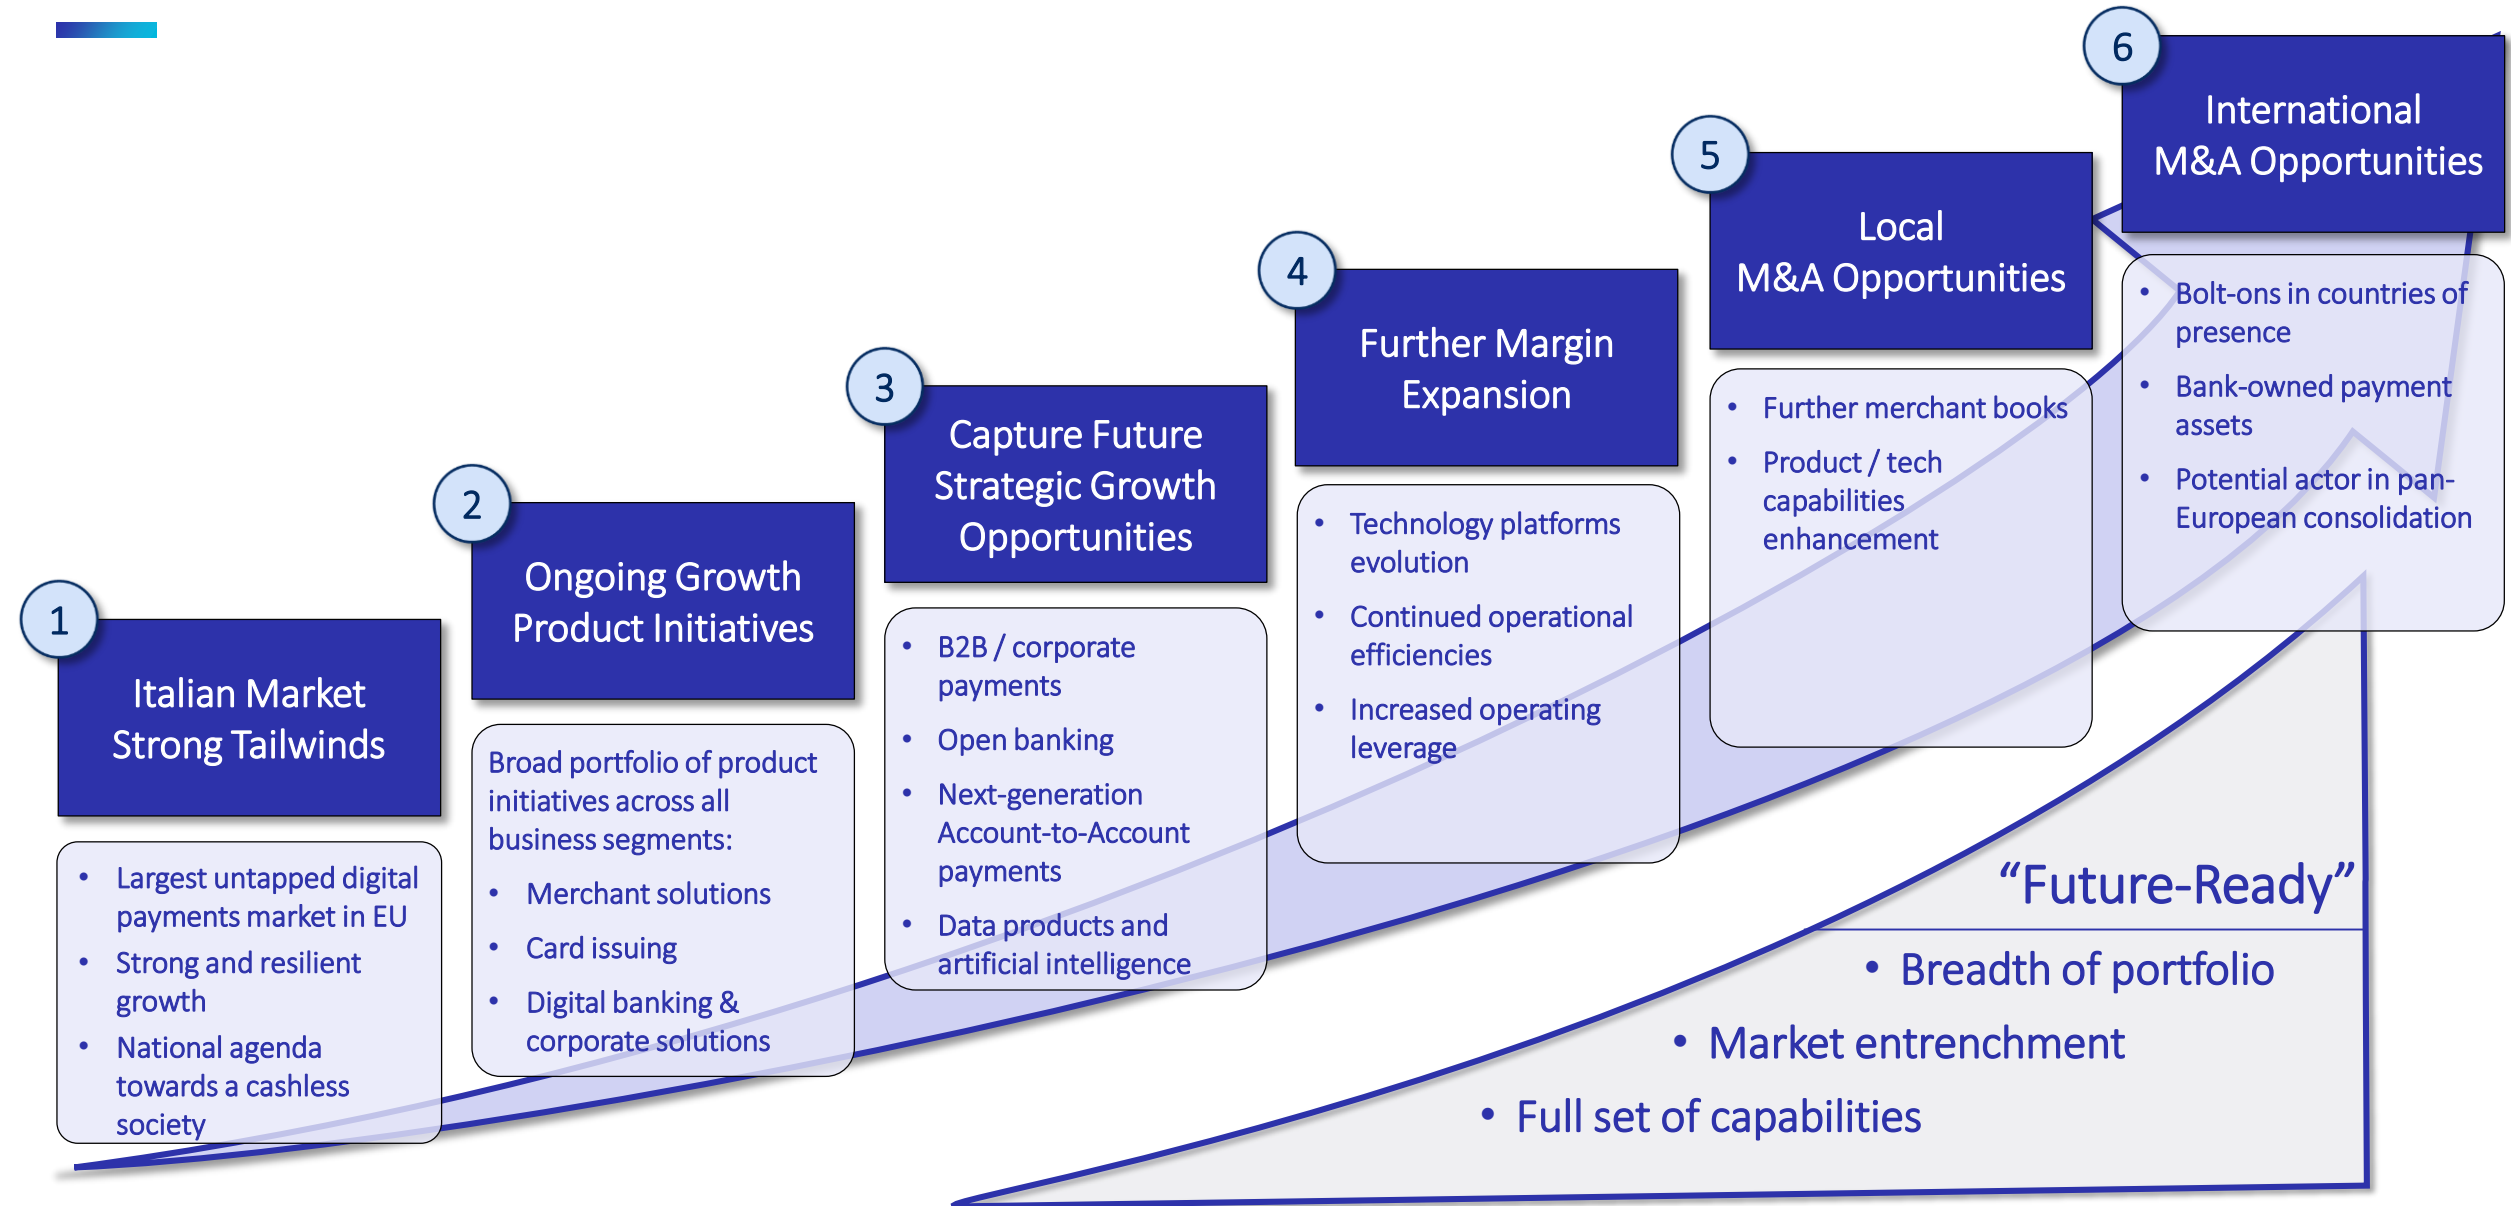 1
Italian Market
Strong Tailwinds
• Largest untapped digital
payments market in EU
• Strong and resilient
growth
• National agenda
towards a cashless
society
2
Ongoing Growth
Product Initiatives
Broad portfolio of product
initiatives across all
business segments:
• Merchant solutions
• Card issuing
• Digital banking &
corporate solutions
3
Capture Future
Strategic Growth
Opportunities
• B2B / corporate
payments
• Open banking
• Next-generation
Account-to-Account
payments
• Data products and
artificial intelligence
4
Further Margin
Expansion
• Technology platforms
evolution
• Continued operational
efficiencies
• Increased operating
leverage
5
Local
M&A Opportunities
• Further merchant books
• Product / tech
capabilities
enhancement
6
International
M&A Opportunities
• Bolt-ons in countries of
presence
• Bank-owned payment
assets
• Potential actor in pan-
European consolidation
“Future-Ready”
• Breadth of portfolio
• Market entrenchment
• Full set of capabilities